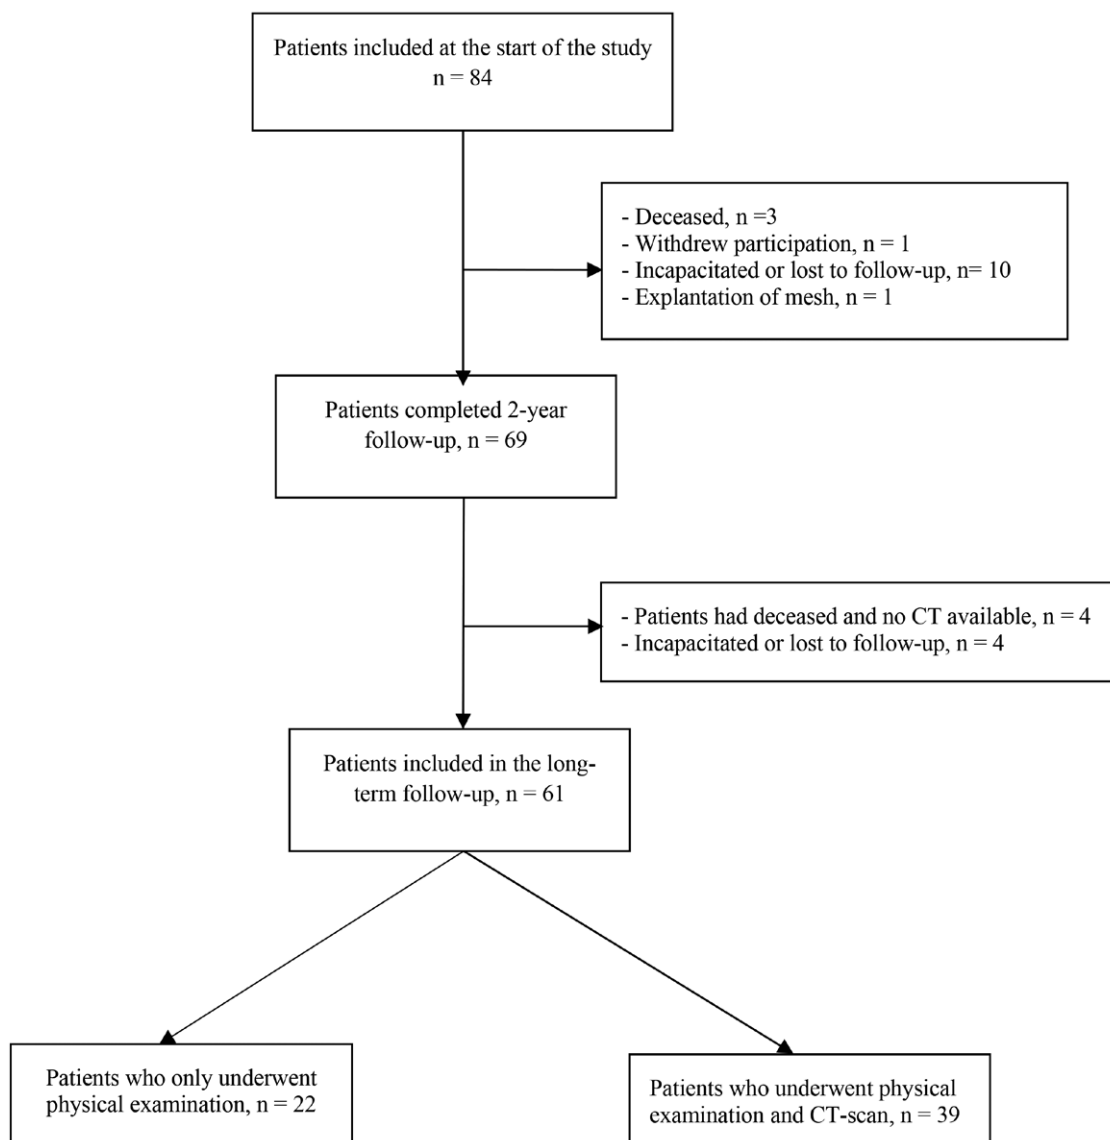 Patients included at the start of the study
n = 84
- Deceased, n =3
- Withdrew participation, n = 1
- Incapacitated or lost to follow-up, n= 10
- Explantation of mesh, n = 1
Patients completed 2-year
follow-up, n = 69
- Patients had deceased and no CT available, n = 4
- Incapacitated or lost to follow-up, n = 4
Patients included in the long-
term follow-up, n = 61
Patients who only underwent
physical examination, n = 22
Patients who underwent physical
examination and CT-scan, n = 39